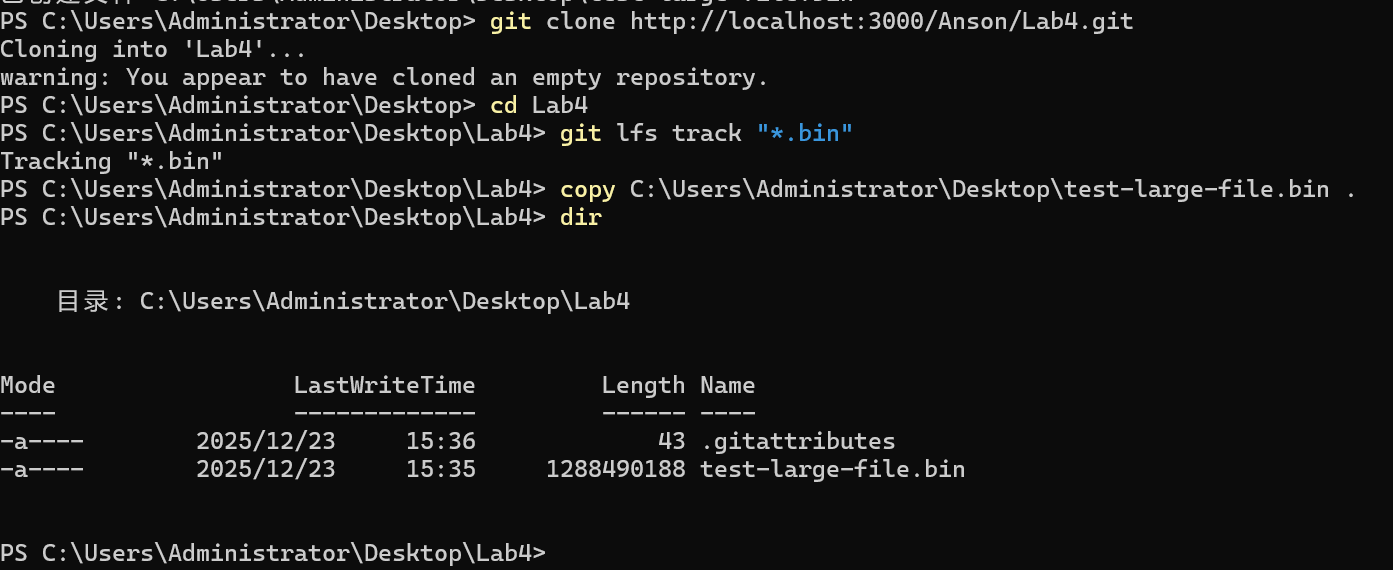 PS C:\Users\Administrator\Desktop> git clone http://localhost:3000/Anson/Lab4.git
Cloning into 'Lab4'...
warning: You appear to have cloned an empty repository.
PS C:\Users\Administrator\Desktop> cd Lab4
PS C:\Users\Administrator\Desktop\Lab4> git lfs track "*.bin"
Tracking "*.bin"
PS C:\Users\Administrator\Desktop\Lab4> copy C:\Users\Administrator\Desktop\test-large-file.bin .
PS C:\Users\Administrator\Desktop\Lab4> dir
目录: C:\Users\Administrator\Desktop\Lab4
Mode LastWriteTime Length Name
---- ------------- ------ ----
-a---- 2025/12/23 15:36 43 .gitattributes
-a---- 2025/12/23 15:35 1288490188 test-large-file.bin
PS C:\Users\Administrator\Desktop\Lab4>